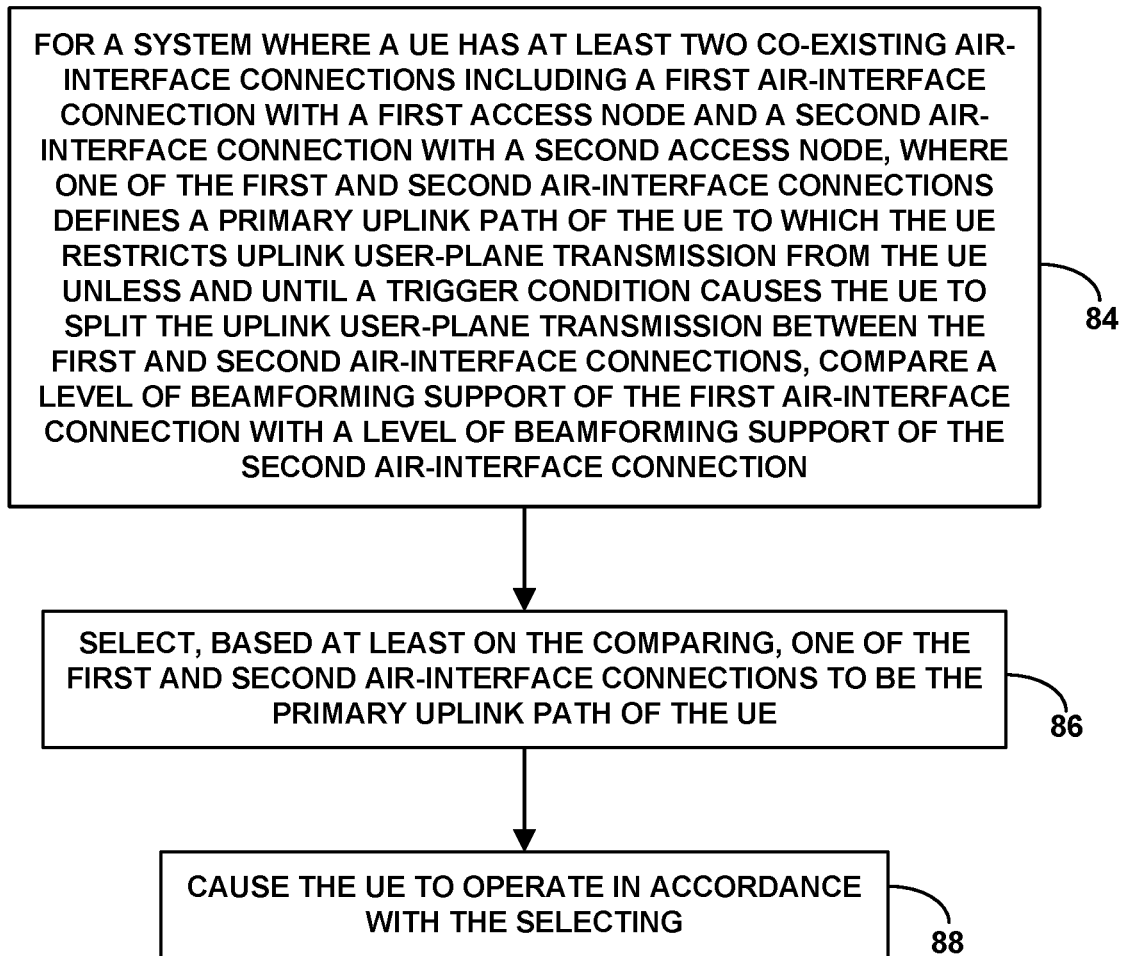 FOR A SYSTEM WHERE A UE HAS AT LEAST TWO CO-EXISTING AIR-
INTERFACE CONNECTIONS INCLUDING A FIRST AIR-INTERFACE
CONNECTION WITH A FIRST ACCESS NODE AND A SECOND AIR-
INTERFACE CONNECTION WITH A SECOND ACCESS NODE, WHERE
ONE OF THE FIRST AND SECOND AIR-INTERFACE CONNECTIONS
DEFINES A PRIMARY UPLINK PATH OF THE UE TO WHICH THE UE
RESTRICTS UPLINK USER-PLANE TRANSMISSION FROM THE UE
UNLESS AND UNTIL A TRIGGER CONDITION CAUSES THE UE TO
SPLIT THE UPLINK USER-PLANE TRANSMISSION BETWEEN THE
FIRST AND SECOND AIR-INTERFACE CONNECTIONS, COMPARE A
LEVEL OF BEAMFORMING SUPPORT OF THE FIRST AIR-INTERFACE
CONNECTION WITH A LEVEL OF BEAMFORMING SUPPORT OF THE
SECOND AIR-INTERFACE CONNECTION
84
SELECT, BASED AT LEAST ON THE COMPARING, ONE OF THE
FIRST AND SECOND AIR-INTERFACE CONNECTIONS TO BE THE
PRIMARY UPLINK PATH OF THE UE
86
CAUSE THE UE TO OPERATE IN ACCORDANCE
WITH THE SELECTING
88